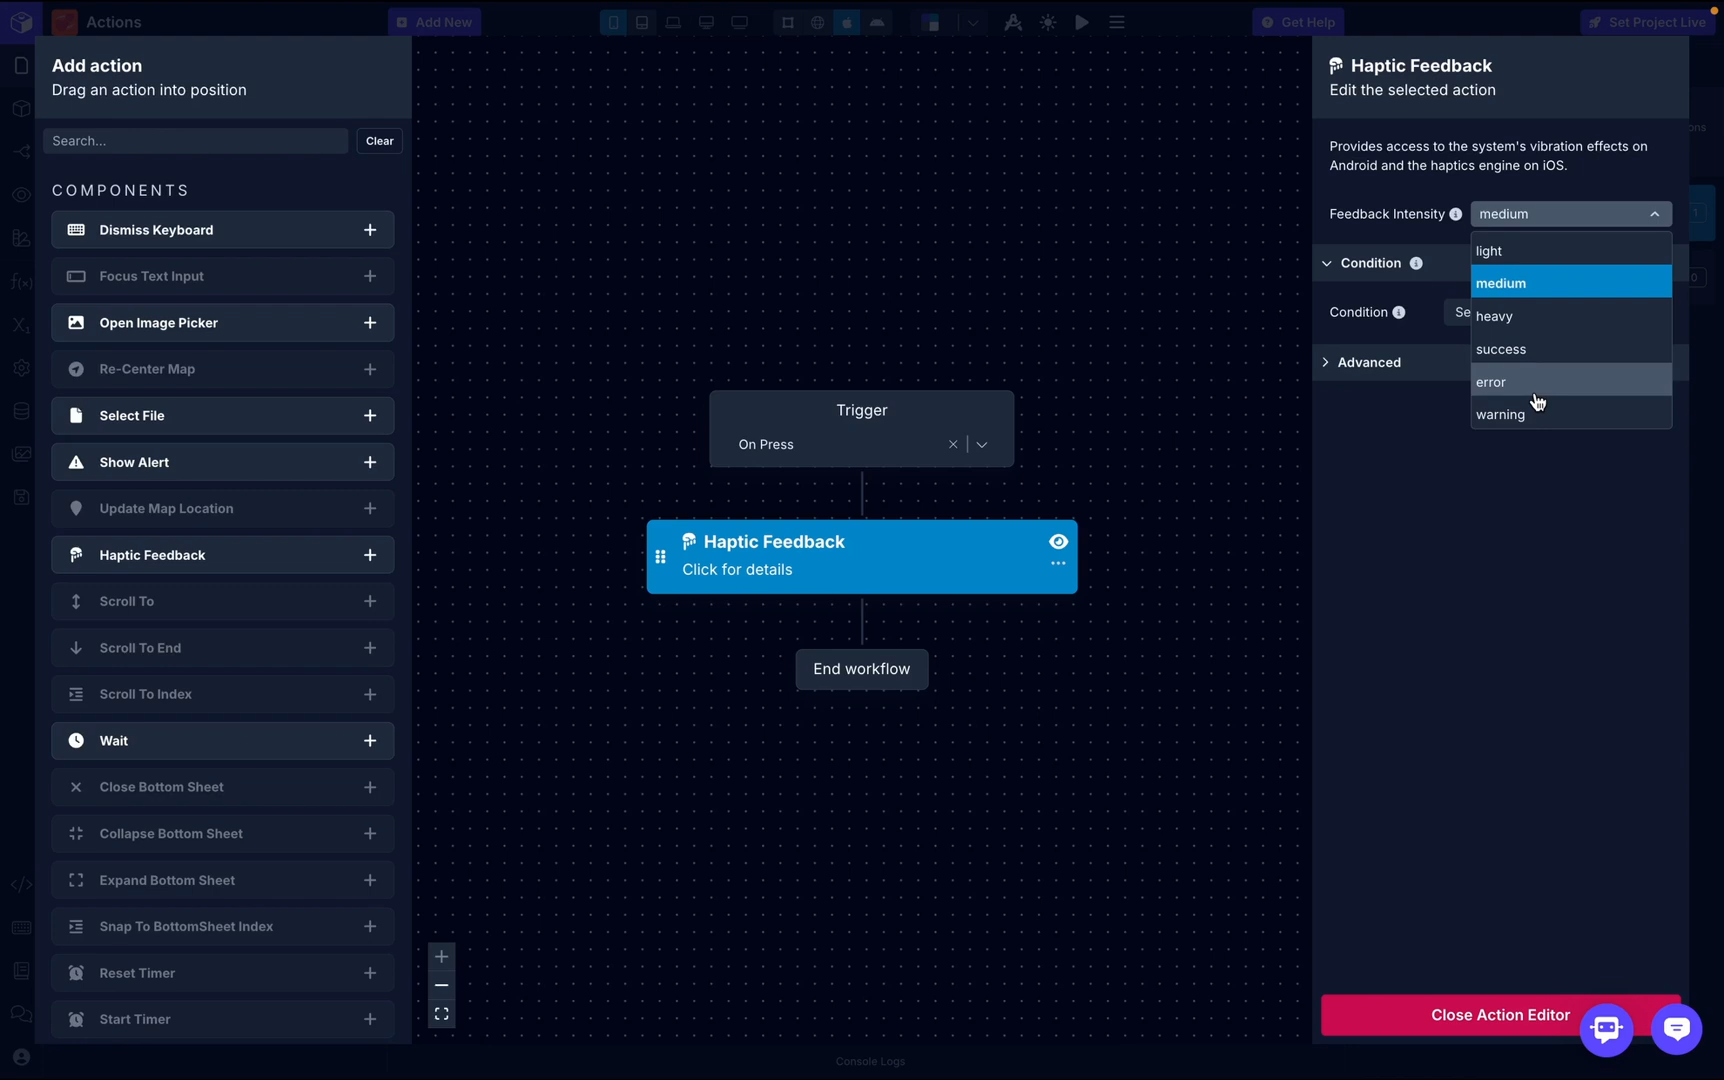 Actions
Add New
Get Help
Set Project Live
Add action
Drag an action into position
Search...
Clear
COMPONENTS
Dismiss Keyboard
Focus Text Input
Open Image Picker
Re-Center Map
Select File
Show Alert
Update Map Location
Haptic Feedback
Scroll To
Scroll To End
Scroll To Index
Wait
Close Bottom Sheet
Collapse Bottom Sheet
Expand Bottom Sheet
Snap To BottomSheet Index
Reset Timer
Start Timer
Trigger
On Press
Haptic Feedback
Click for details
End workflow
Console Logs
Haptic Feedback
Edit the selected action
Provides access to the system's vibration effects on
Android and the haptics engine on iOS.
Feedback Intensity
medium
light
medium
heavy
success
error
warning
Condition
Condition
Se
Advanced
Close Action Editor